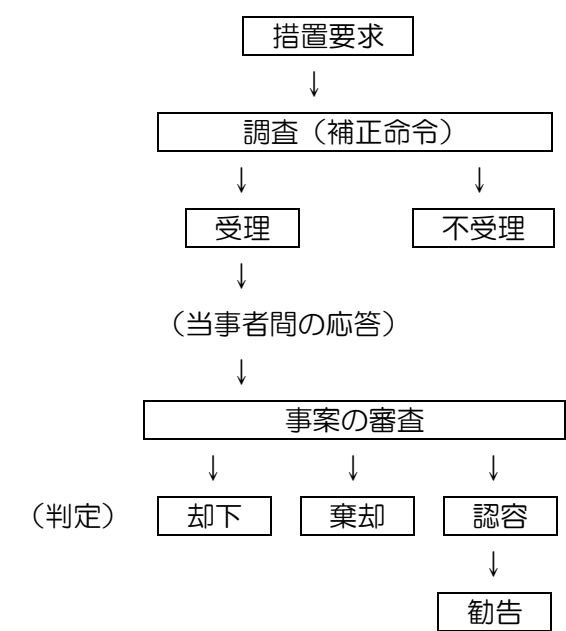 措置要求
↓
調査（補正命令）
↓ ↓
受理 不受理
↓
（当事者間の応答）
↓
事案の審査
↓ ↓ ↓
（判定） 却下 棄却 認容
↓
勧告